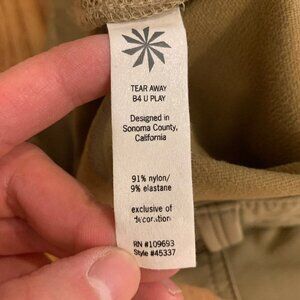 TEAR AWAY
B4 U PLAY
Designed in
Sonoma County,
California
91% nylon/
9% elastane
exclusive of
decoration
RN #109693
Style #45337